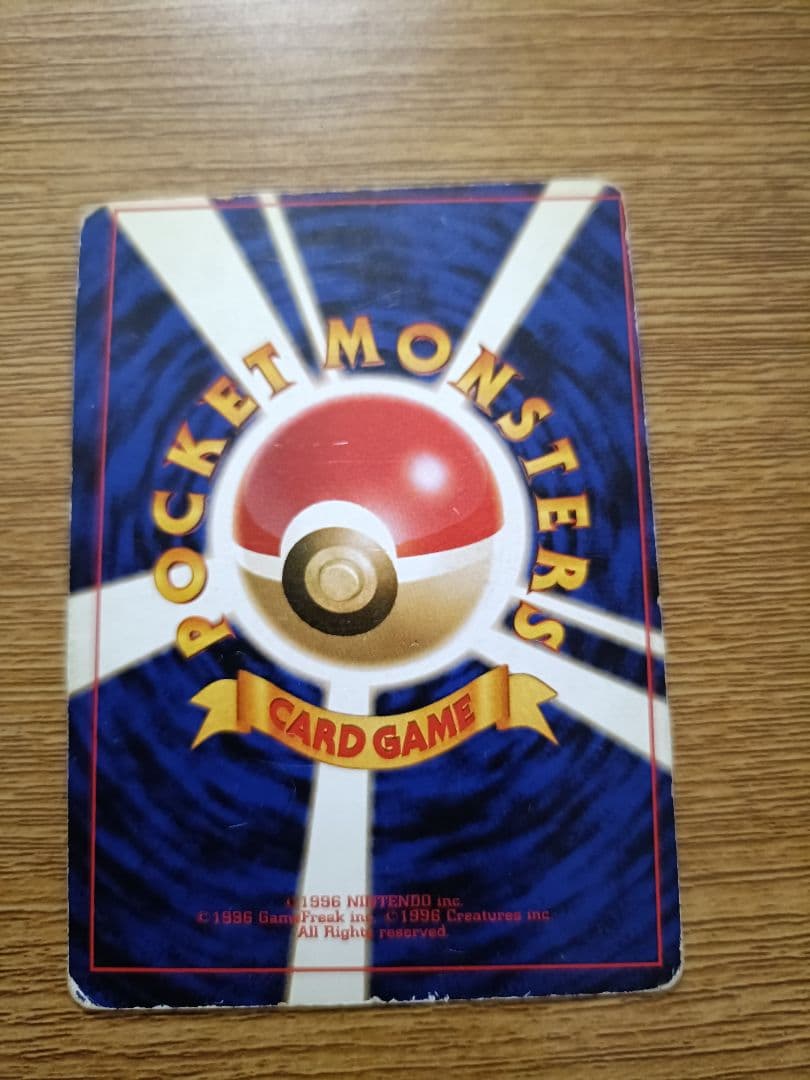 POCKET MONSTERS
CARD GAME
©1996 NINTENDO inc.
©1996 GameFreak inc. ©1996 Creatures inc.
All Rights reserved.